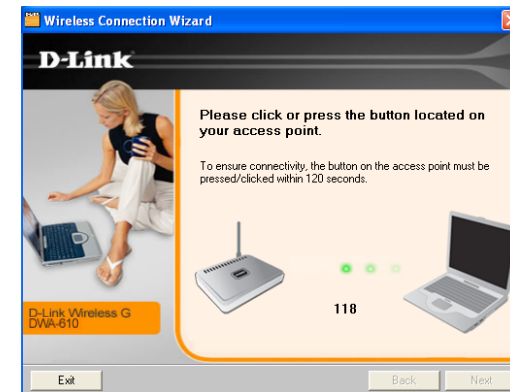 Wireless Connection Wizard
D-Link
Please click or press the button located on
your access point.
To ensure connectivity, the button on the access point must be
pressed/clicked within 120 seconds.
118
D-Link Wireless G
DWA-610
Exit
Back
Next